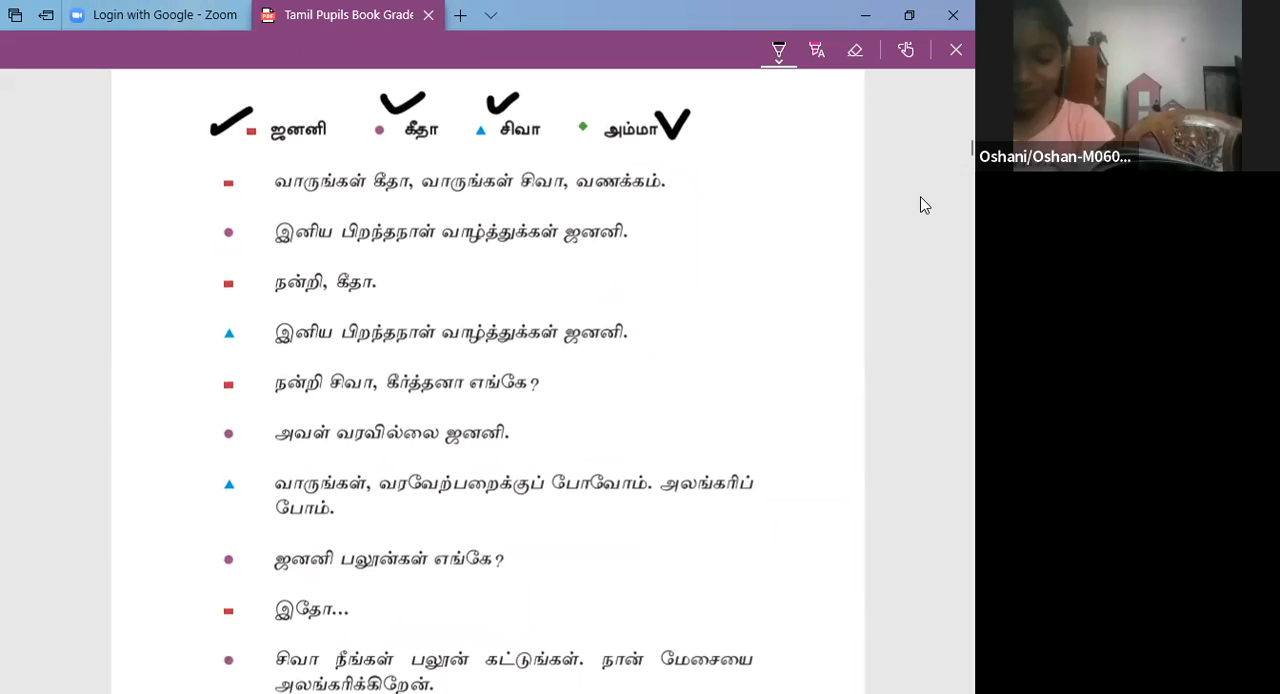 Login with Google - Zoom
Tamil Pupils Book Grade
ஜனனி கீதா சிவா அம்மா
வாருங்கள் கீதா, வாருங்கள் சிவா, வணக்கம்.
இனிய பிறந்தநாள் வாழ்த்துக்கள் ஜனனி.
நன்றி, கீதா.
இனிய பிறந்தநாள் வாழ்த்துக்கள் ஜனனி.
நன்றி சிவா, கீர்த்தனா எங்கே?
அவள் வரவில்லை ஜனனி.
வாருங்கள், வரவேற்பறைக்குப் போவோம். அலங்கரிப்
போம்.
ஜனனி பலூன்கள் எங்கே?
இதோ...
சிவா நீங்கள் பலூன் கட்டுங்கள். நான் மேசையை
அலங்கரிக்கிறேன்.
Oshani/Oshan-M060...